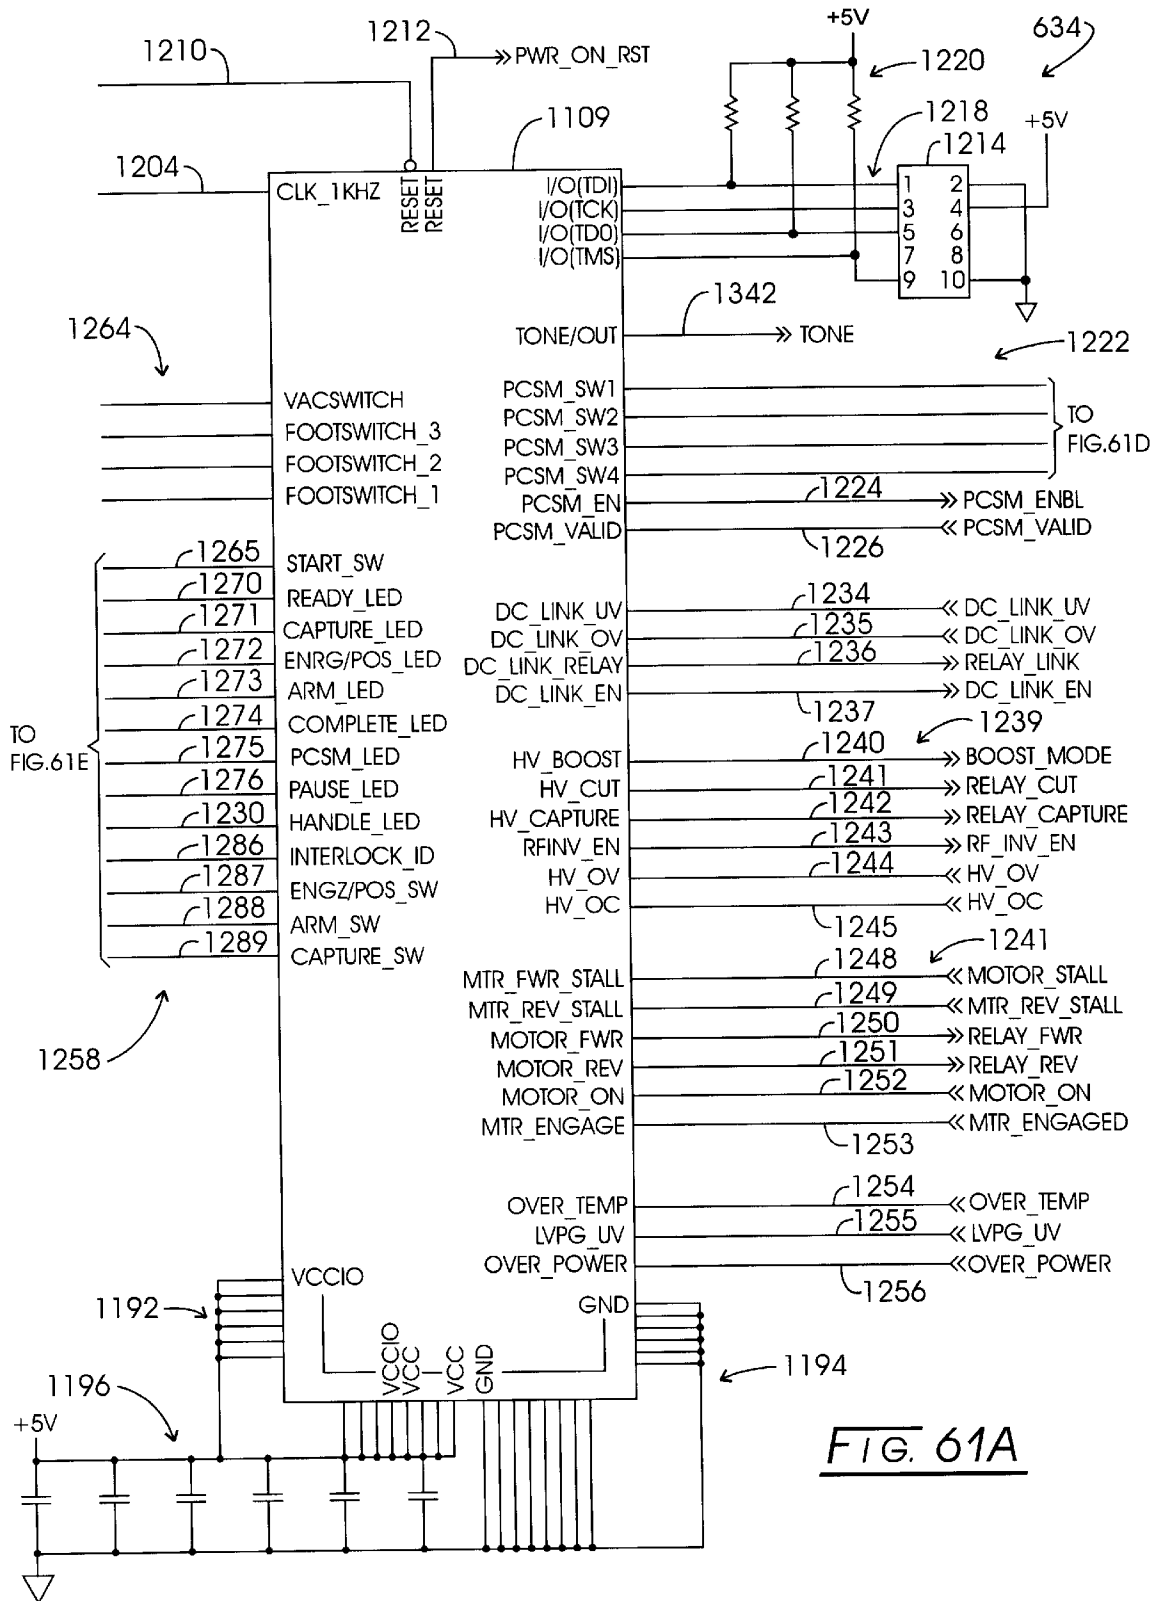 1210
1212
PWR_ON_RST
+5V
634
1220
1109
1218
+5V
1214
1204
CLK_1KHZ
RESET
RESET
I/O(TDI)
1
2
I/O(TCK)
3
4
I/O(TD0)
5
6
I/O(TMS)
7
8
9
10
1342
TONE/OUT
TONE
1264
1222
VACSWITCH
FOOTSWITCH_3
FOOTSWITCH_2
FOOTSWITCH_1
PCSM_SW1
PCSM_SW2
PCSM_SW3
PCSM_SW4
TO
FIG.61D
PCSM_EN
1224
PCSM_ENBL
PCSM_VALID
1226
PCSM_VALID
TO
FIG.61E
1265
START_SW
1270
READY_LED
1271
CAPTURE_LED
1272
ENRG/POS_LED
1273
ARM_LED
1274
COMPLETE_LED
1275
PCSM_LED
1276
PAUSE_LED
1230
HANDLE_LED
1286
INTERLOCK_ID
1287
ENGZ/POS_SW
1288
ARM_SW
1289
CAPTURE_SW
1258
DC_LINK_UV
1234
DC_LINK_UV
DC_LINK_OV
1235
DC_LINK_OV
DC_LINK_RELAY
1236
RELAY_LINK
DC_LINK_EN
1237
DC_LINK_EN
1239
HV_BOOST
1240
BOOST_MODE
HV_CUT
1241
RELAY_CUT
HV_CAPTURE
1242
RELAY_CAPTURE
RFINV_EN
1243
RF_INV_EN
HV_OV
1244
HV_OV
HV_OC
1245
HV_OC
1241
MTR_FWR_STALL
1248
MOTOR_STALL
MTR_REV_STALL
1249
MTR_REV_STALL
MOTOR_FWR
1250
RELAY_FWR
MOTOR_REV
1251
RELAY_REV
MOTOR_ON
1252
MOTOR_ON
MTR_ENGAGE
1253
MTR_ENGAGED
OVER_TEMP
1254
OVER_TEMP
LVPG_UV
1255
LVPG_UV
OVER_POWER
1256
OVER_POWER
VCCIO
GND
1192
VCCIO
VCC
VCC
GND
1194
1196
+5V
FIG. 61A